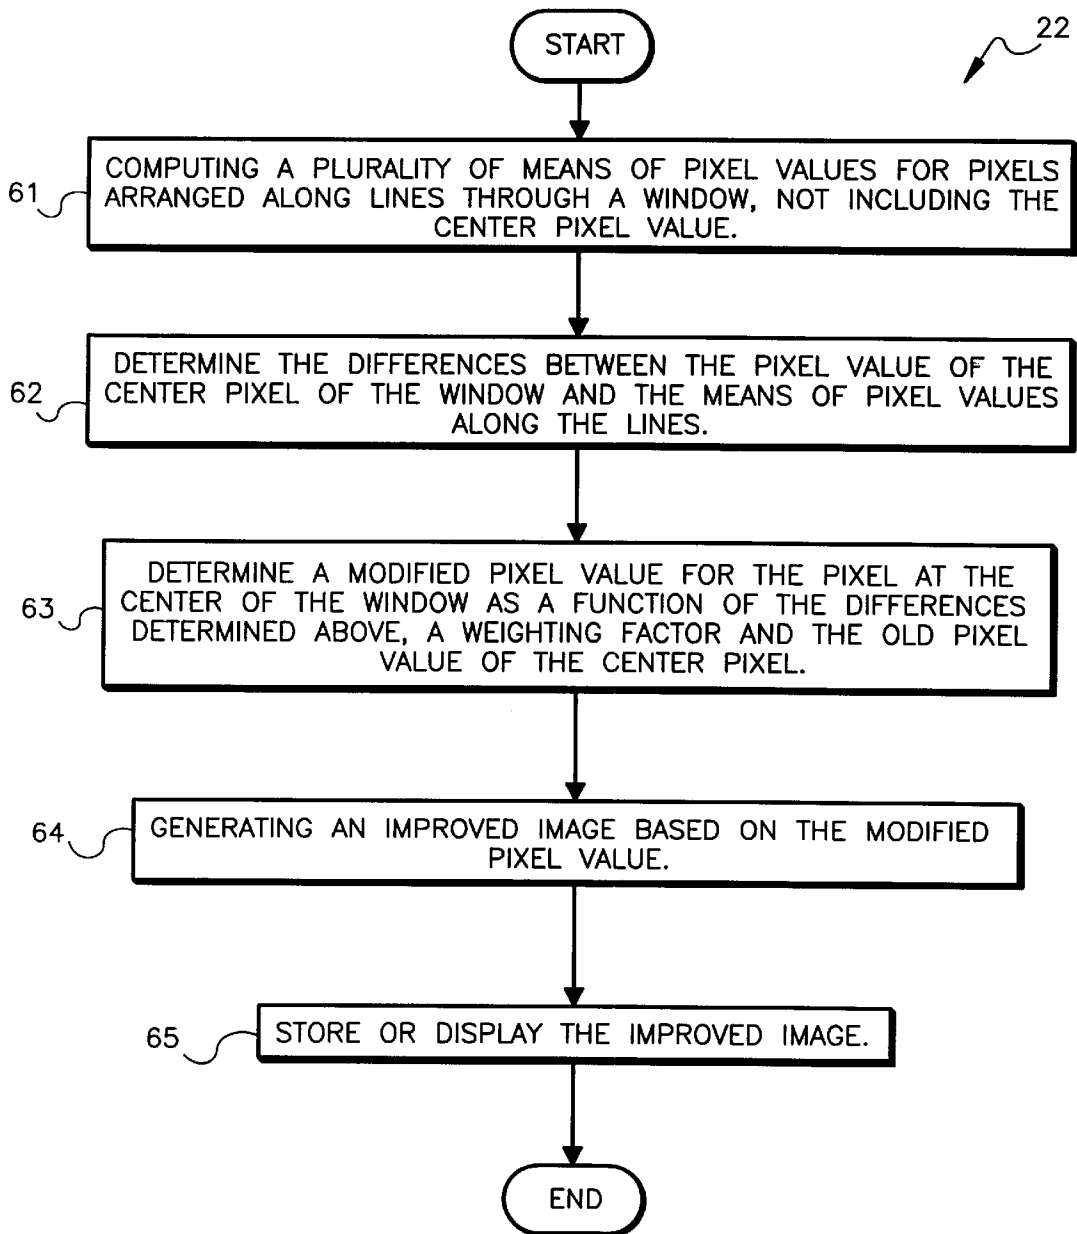 START
22
61
COMPUTING A PLURALITY OF MEANS OF PIXEL VALUES FOR PIXELS
ARRANGED ALONG LINES THROUGH A WINDOW, NOT INCLUDING THE
CENTER PIXEL VALUE.
62
DETERMINE THE DIFFERENCES BETWEEN THE PIXEL VALUE OF THE
CENTER PIXEL OF THE WINDOW AND THE MEANS OF PIXEL VALUES
ALONG THE LINES.
63
DETERMINE A MODIFIED PIXEL VALUE FOR THE PIXEL AT THE
CENTER OF THE WINDOW AS A FUNCTION OF THE DIFFERENCES
DETERMINED ABOVE, A WEIGHTING FACTOR AND THE OLD PIXEL
VALUE OF THE CENTER PIXEL.
64
GENERATING AN IMPROVED IMAGE BASED ON THE MODIFIED
PIXEL VALUE.
65
STORE OR DISPLAY THE IMPROVED IMAGE.
END